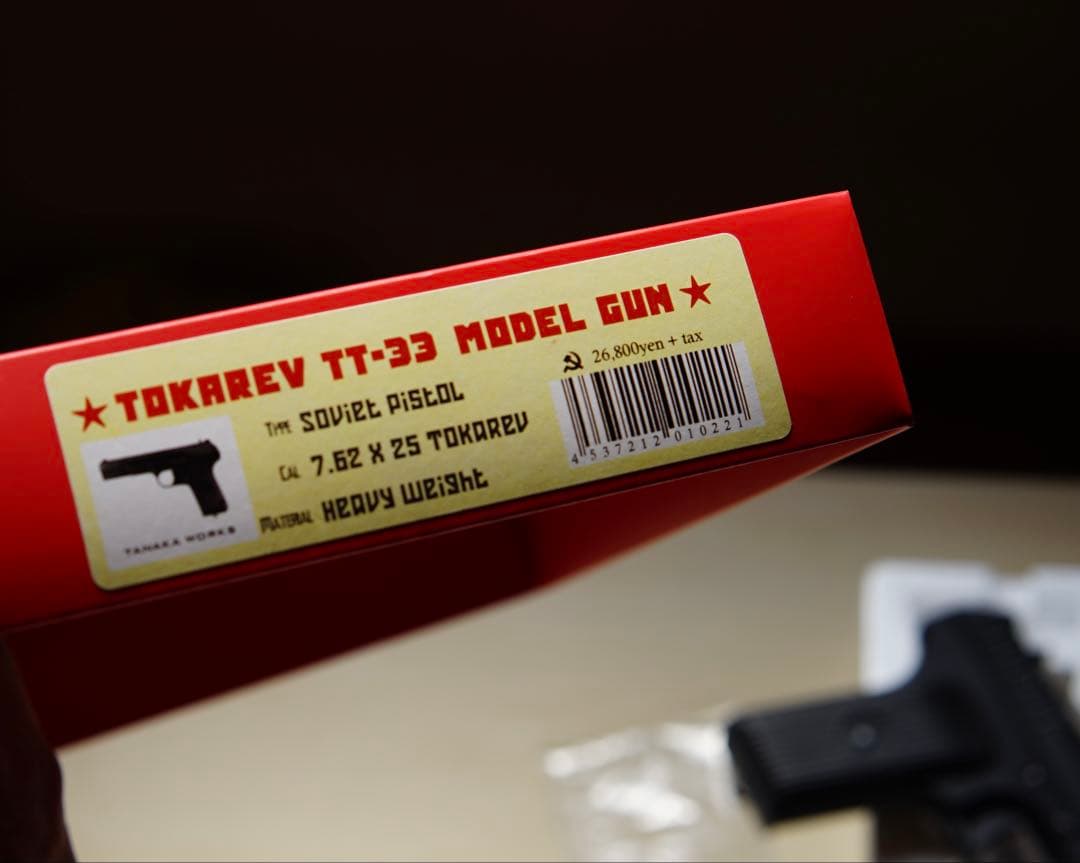 ★ TOKAREV TT-33 MODEL GUN ★
TYPE SOVIET PISTOL
CAL 7.62 X 25 TOKAREV
MATERIAL HEAVY WEIGHT
TANAKA WORKS
26,800yen + tax
4 537212 010221